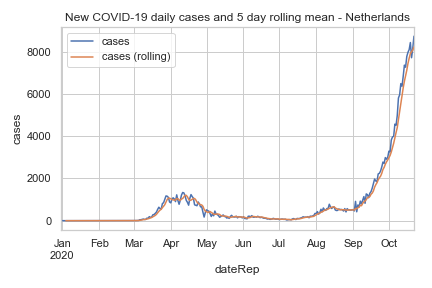 New COVID-19 daily cases and 5 day rolling mean - Netherlands
cases
cases (rolling)
8000
6000
4000
2000
0
cases
Jan Feb Mar Apr May Jun Jul Aug Sep Oct
2020
dateRep